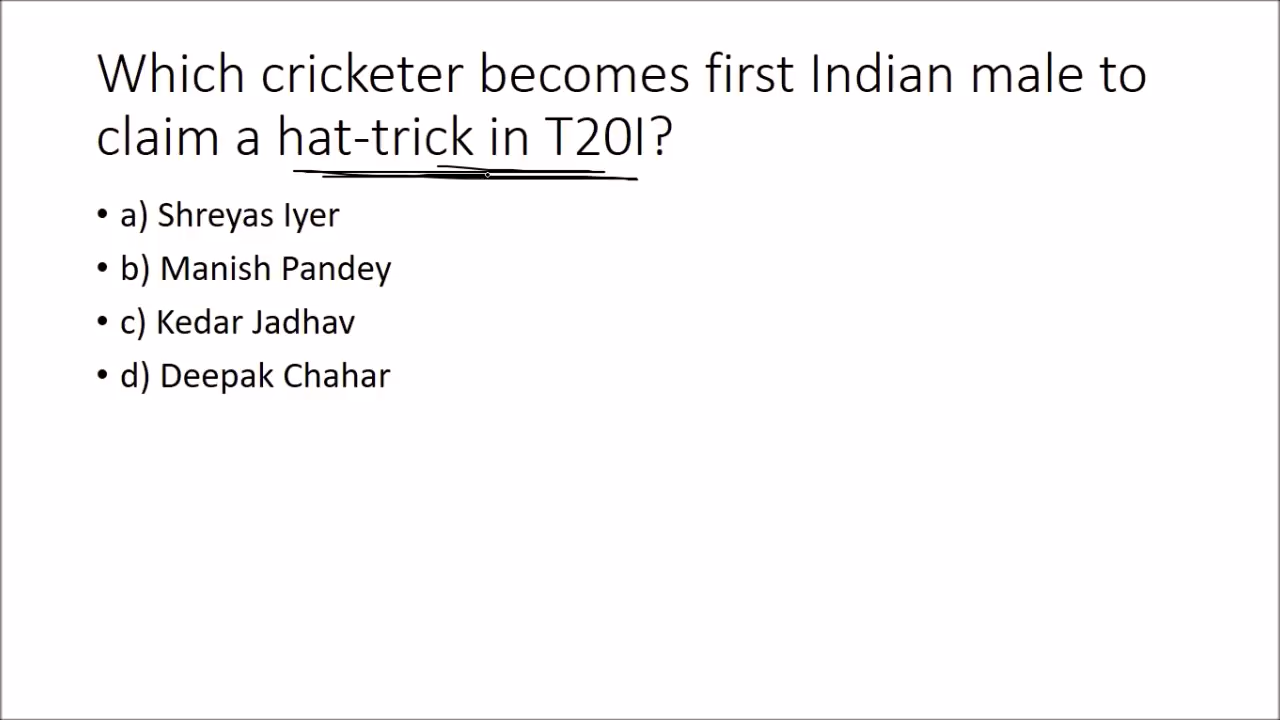 Which cricketer becomes first Indian male to
claim a hat-trick in T20I?
• a) Shreyas Iyer
• b) Manish Pandey
• c) Kedar Jadhav
• d) Deepak Chahar